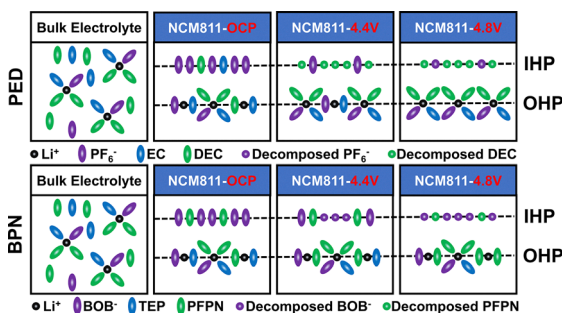 Bulk Electrolyte NCM811-OCP NCM811-4.4V NCM811-4.8V
PED
IHP
OHP
Li⁺ PF₆⁻ EC DEC Decomposed PF₆⁻ Decomposed DEC
Bulk Electrolyte NCM811-OCP NCM811-4.4V NCM811-4.8V
BPN
IHP
OHP
Li⁺ BOB⁻ TEP PFPN Decomposed BOB⁻ Decomposed PFPN